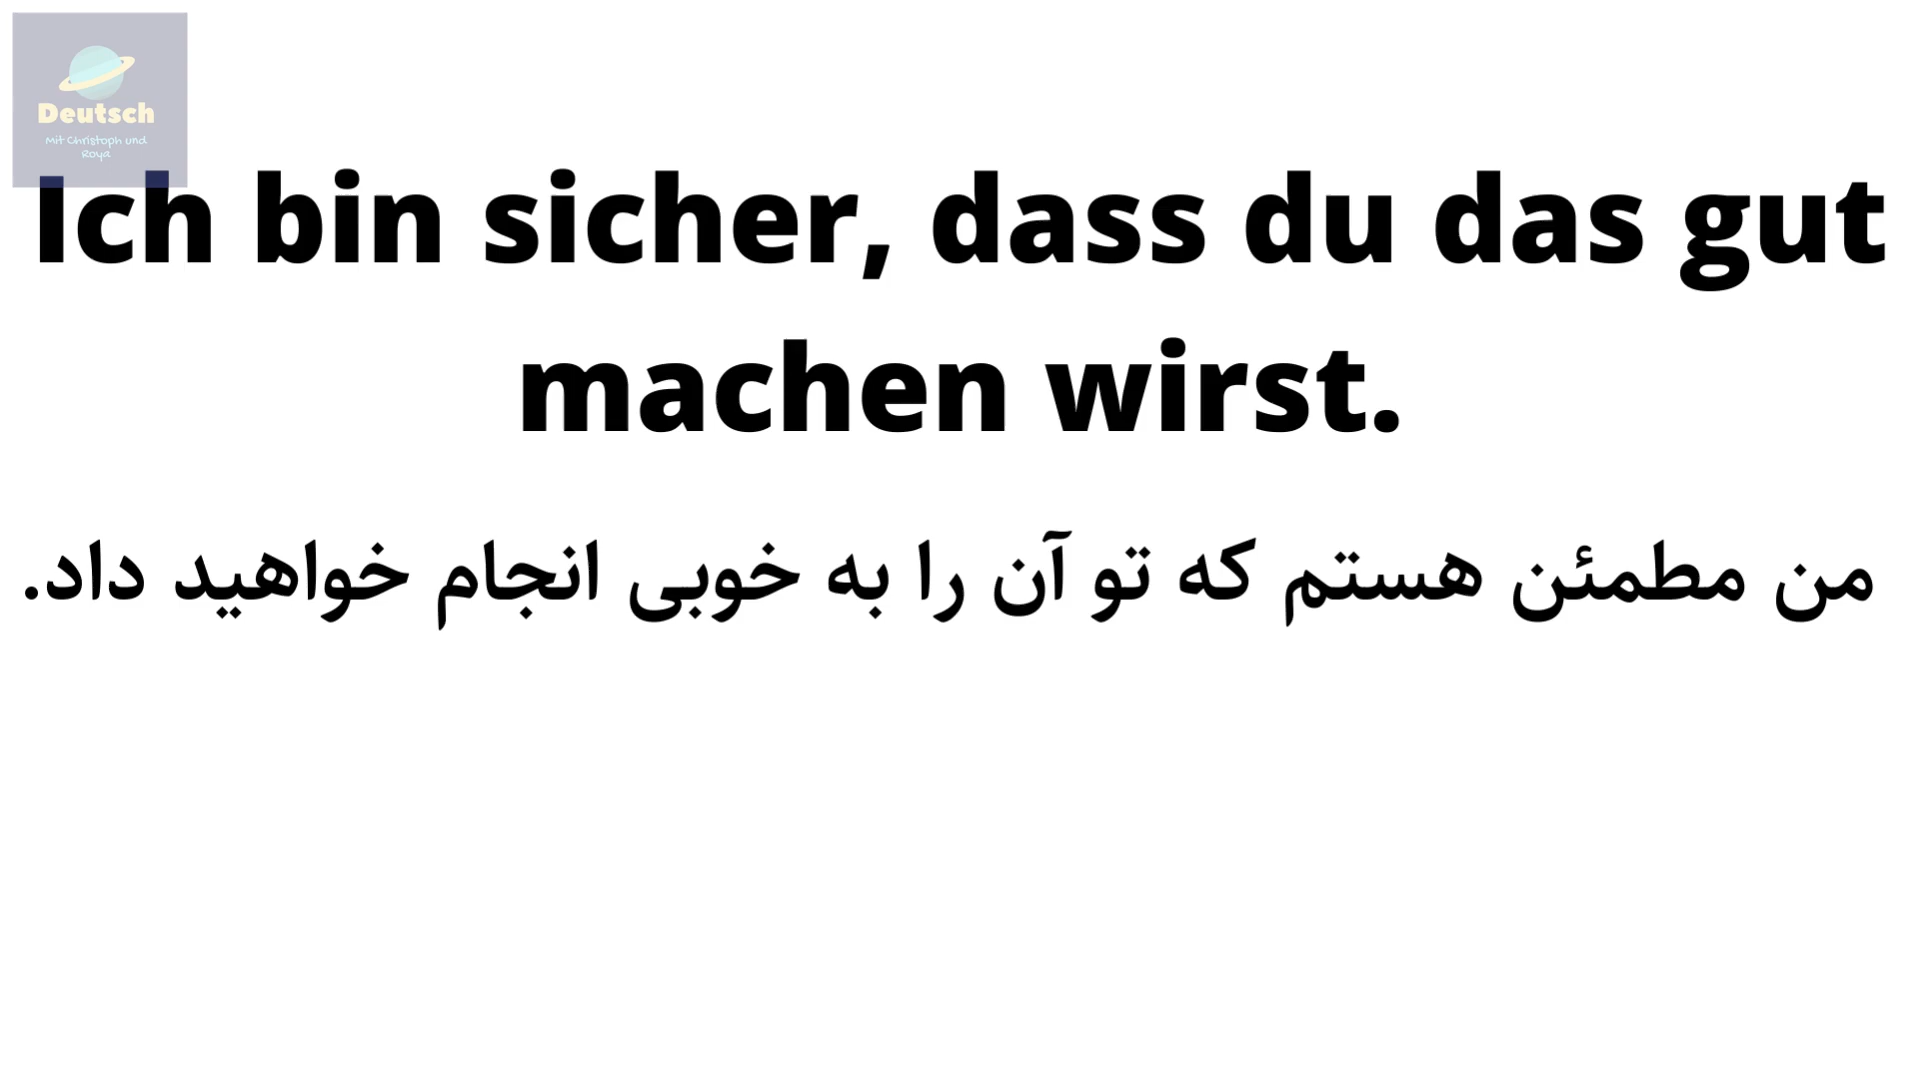 Deutsch
Mit Christoph und
Roya
Ich bin sicher, dass du das gut
machen wirst.
من مطمئن هستم که تو آن را به خوبی انجام خواهید داد.